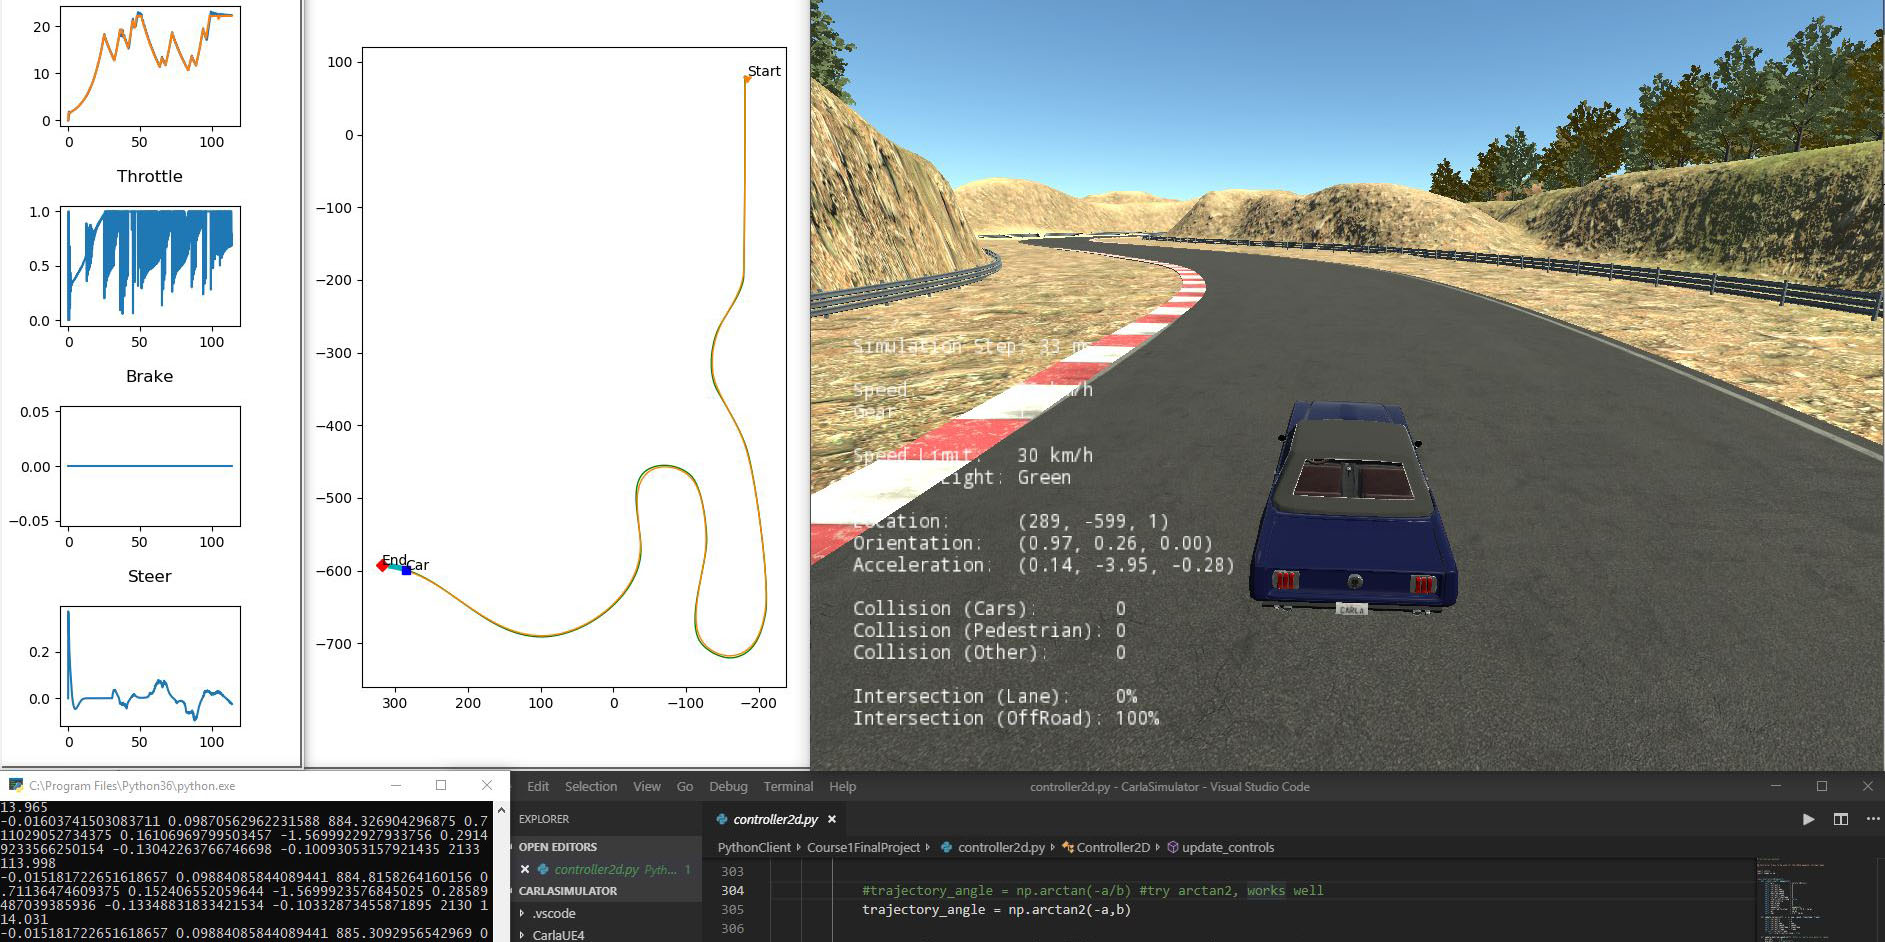 20
10
0
0 50 100
Throttle
1.0
0.5
0.0
0 50 100
Brake
0.05
0.00
−0.05
0 50 100
Steer
0.2
0.0
0 50 100
100
0
−100
−200
−300
−400
−500
−600
−700
300 200 100 0 −100 −200
Start
End
Car
Simulation Step: 33 ms
Speed: km/h
Gear:
Speed Limit: 30 km/h
Light: Green
Location: (289, -599, 1)
Orientation: (0.97, 0.26, 0.00)
Acceleration: (0.14, -3.95, -0.28)
Collision (Cars): 0
Collision (Pedestrian): 0
Collision (Other): 0
Intersection (Lane): 0%
Intersection (OffRoad): 100%
CARLA
C:\Program Files\Python36\python.exe
13.965
-0.01603741503083711 0.09870562962231588 884.326904296875 0.7
11029052734375 0.16106969799503457 -1.5699922927933756 0.2914
9233566250154 -0.13042263766746698 -0.10093053157921435 2133
113.998
-0.015181722651618657 0.09884085844089441 884.8158264160156 0
.71136474609375 0.152406552059644 -1.5699923576845025 0.28589
487039385936 -0.13348831833421534 -0.10332873455871895 2130 1
14.031
-0.015181722651618657 0.09884085844089441 885.3092956542969 0
Edit Selection View Go Debug Terminal Help
controller2d.py - CarlaSimulator - Visual Studio Code
EXPLORER
OPEN EDITORS
controller2d.py Pyth... 1
CARLASIMULATOR
.vscode
CarlaUE4
controller2d.py
PythonClient Course1FinalProject controller2d.py Controller2D update_controls
303
304 #trajectory_angle = np.arctan(-a/b) #try arctan2, works well
305 trajectory_angle = np.arctan2(-a,b)
306